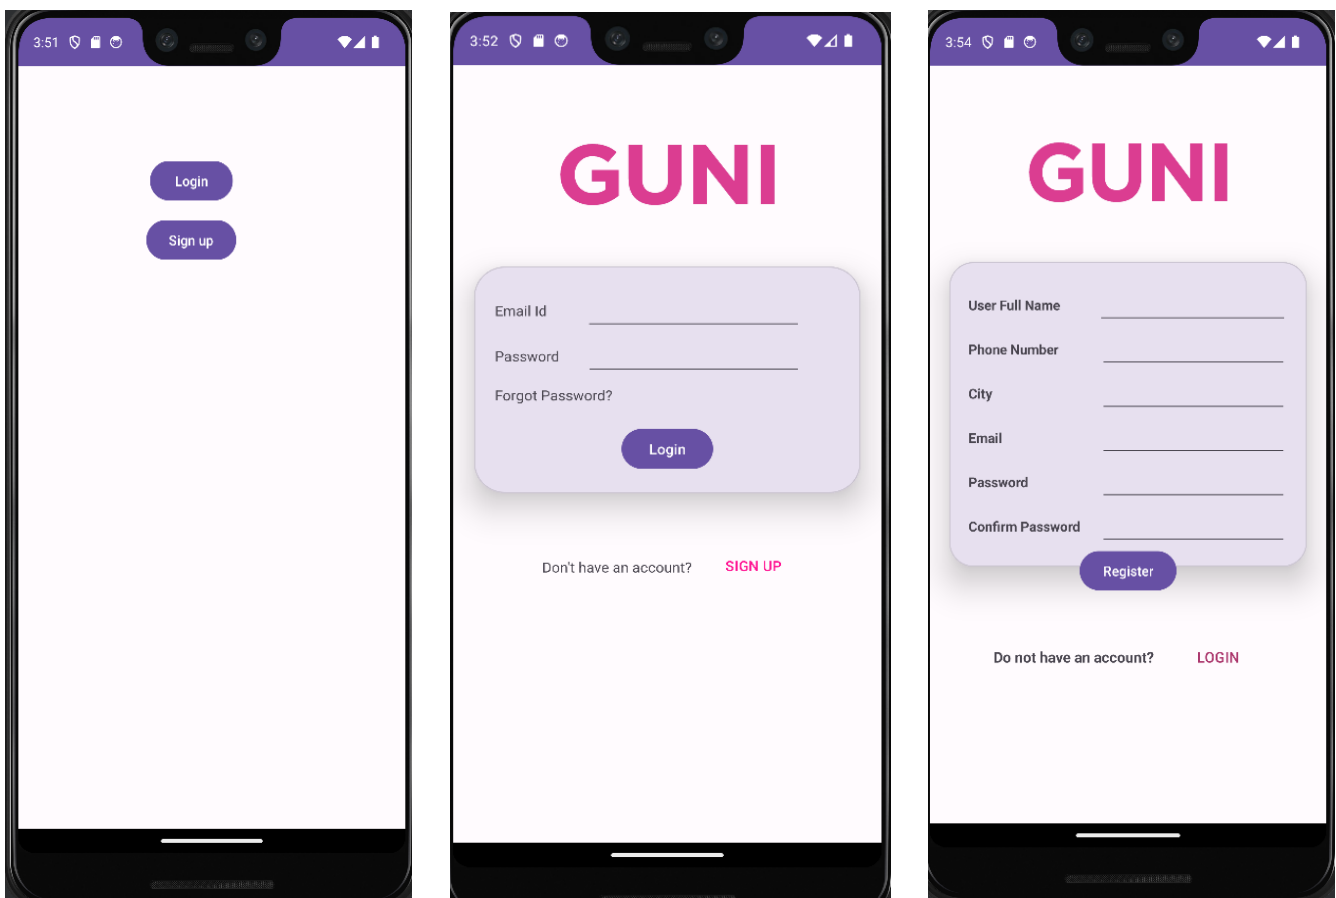 3:51
Login
Sign up
3:52
GUNI
Email Id
Password
Forgot Password?
Login
Don't have an account? SIGN UP
3:54
GUNI
User Full Name
Phone Number
City
Email
Password
Confirm Password
Register
Do not have an account? LOGIN